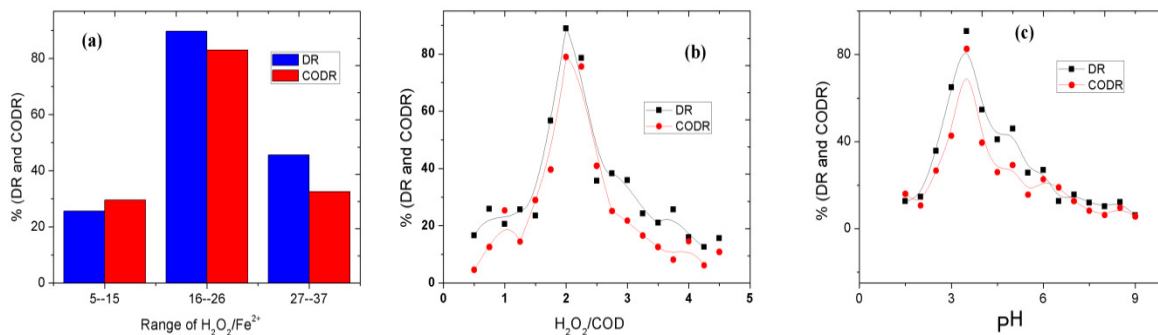 (a)
DR
CODR
% (DR and CODR)
80
60
40
20
0
5--15
16--26
27--37
Range of H₂O₂/Fe²⁺
(b)
DR
CODR
% (DR and CODR)
80
60
40
20
0
0
1
2
3
4
5
H₂O₂/COD
(c)
DR
CODR
% (DR and CODR)
80
40
0
0
3
6
9
PH